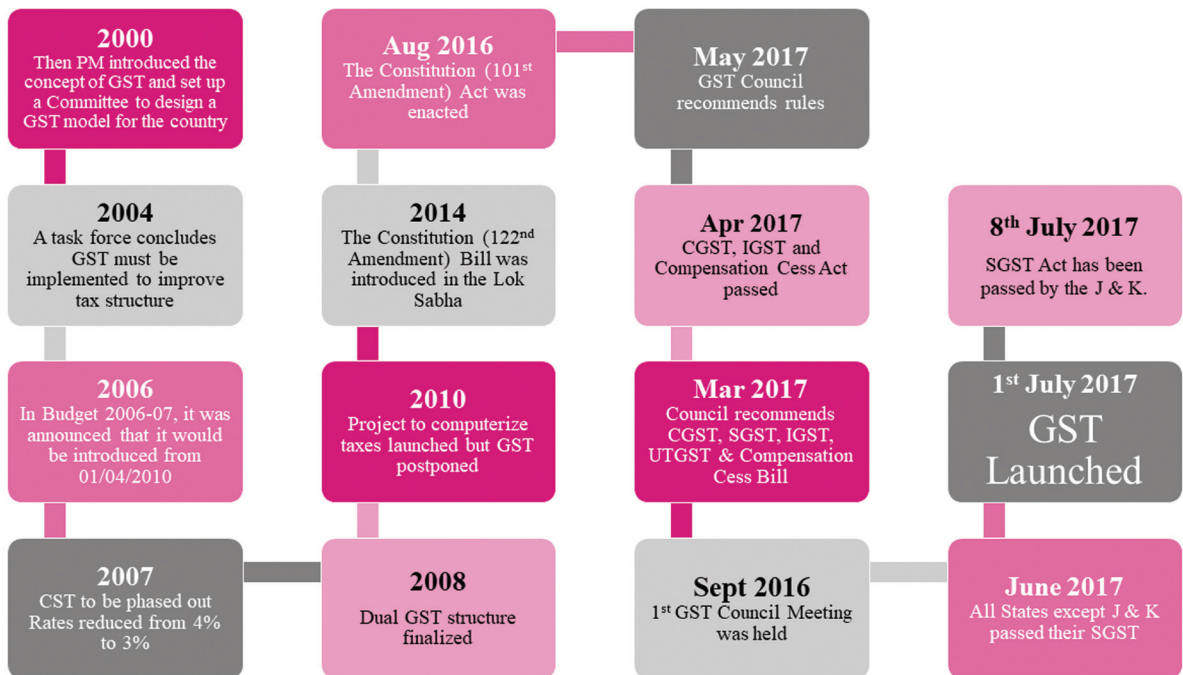 2000
Then PM introduced the
concept of GST and set up
a Committee to design a
GST model for the country
2004
A task force concludes
GST must be
implemented to improve
tax structure
2006
In Budget 2006-07, it was
announced that it would
be introduced from
01/04/2010
2007
CST to be phased out
Rates reduced from 4%
to 3%
2008
Dual GST structure
finalized
2010
Project to computerize
taxes launched but GST
postponed
2014
The Constitution (122nd
Amendment) Bill was
introduced in the Lok
Sabha
Aug 2016
The Constitution (101st
Amendment) Act was
enacted
May 2017
GST Council
recommends rules
Apr 2017
CGST, IGST and
Compensation Cess Act
passed
Mar 2017
Council recommends
CGST, SGST, IGST,
UTGST & Compensation
Cess Bill
Sept 2016
1st GST Council Meeting
was held
June 2017
All States except J & K
passed their SGST
1st July 2017
GST
Launched
8th July 2017
SGST Act has been
passed by the J & K.